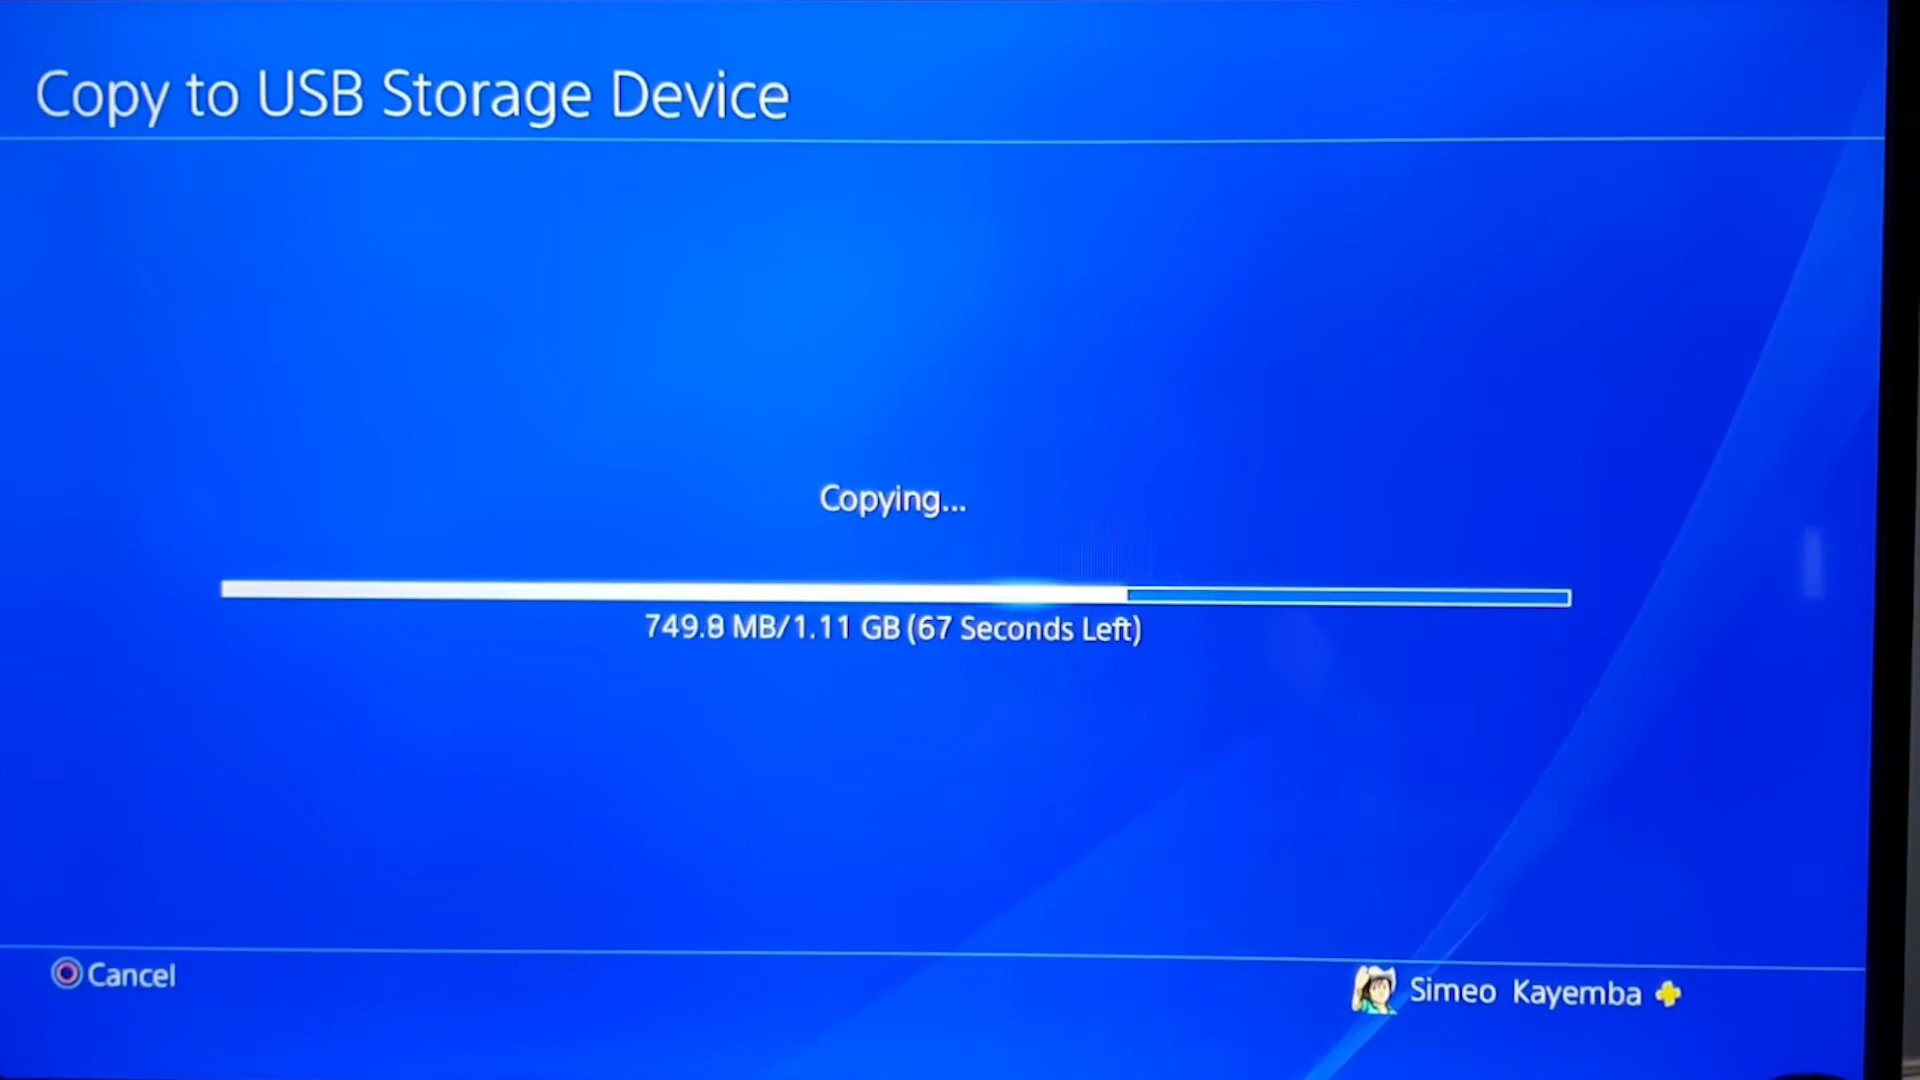 Copy to USB Storage Device
Copying...
749.8 MB/1.11 GB (67 Seconds Left)
Cancel
Simeo Kayemba